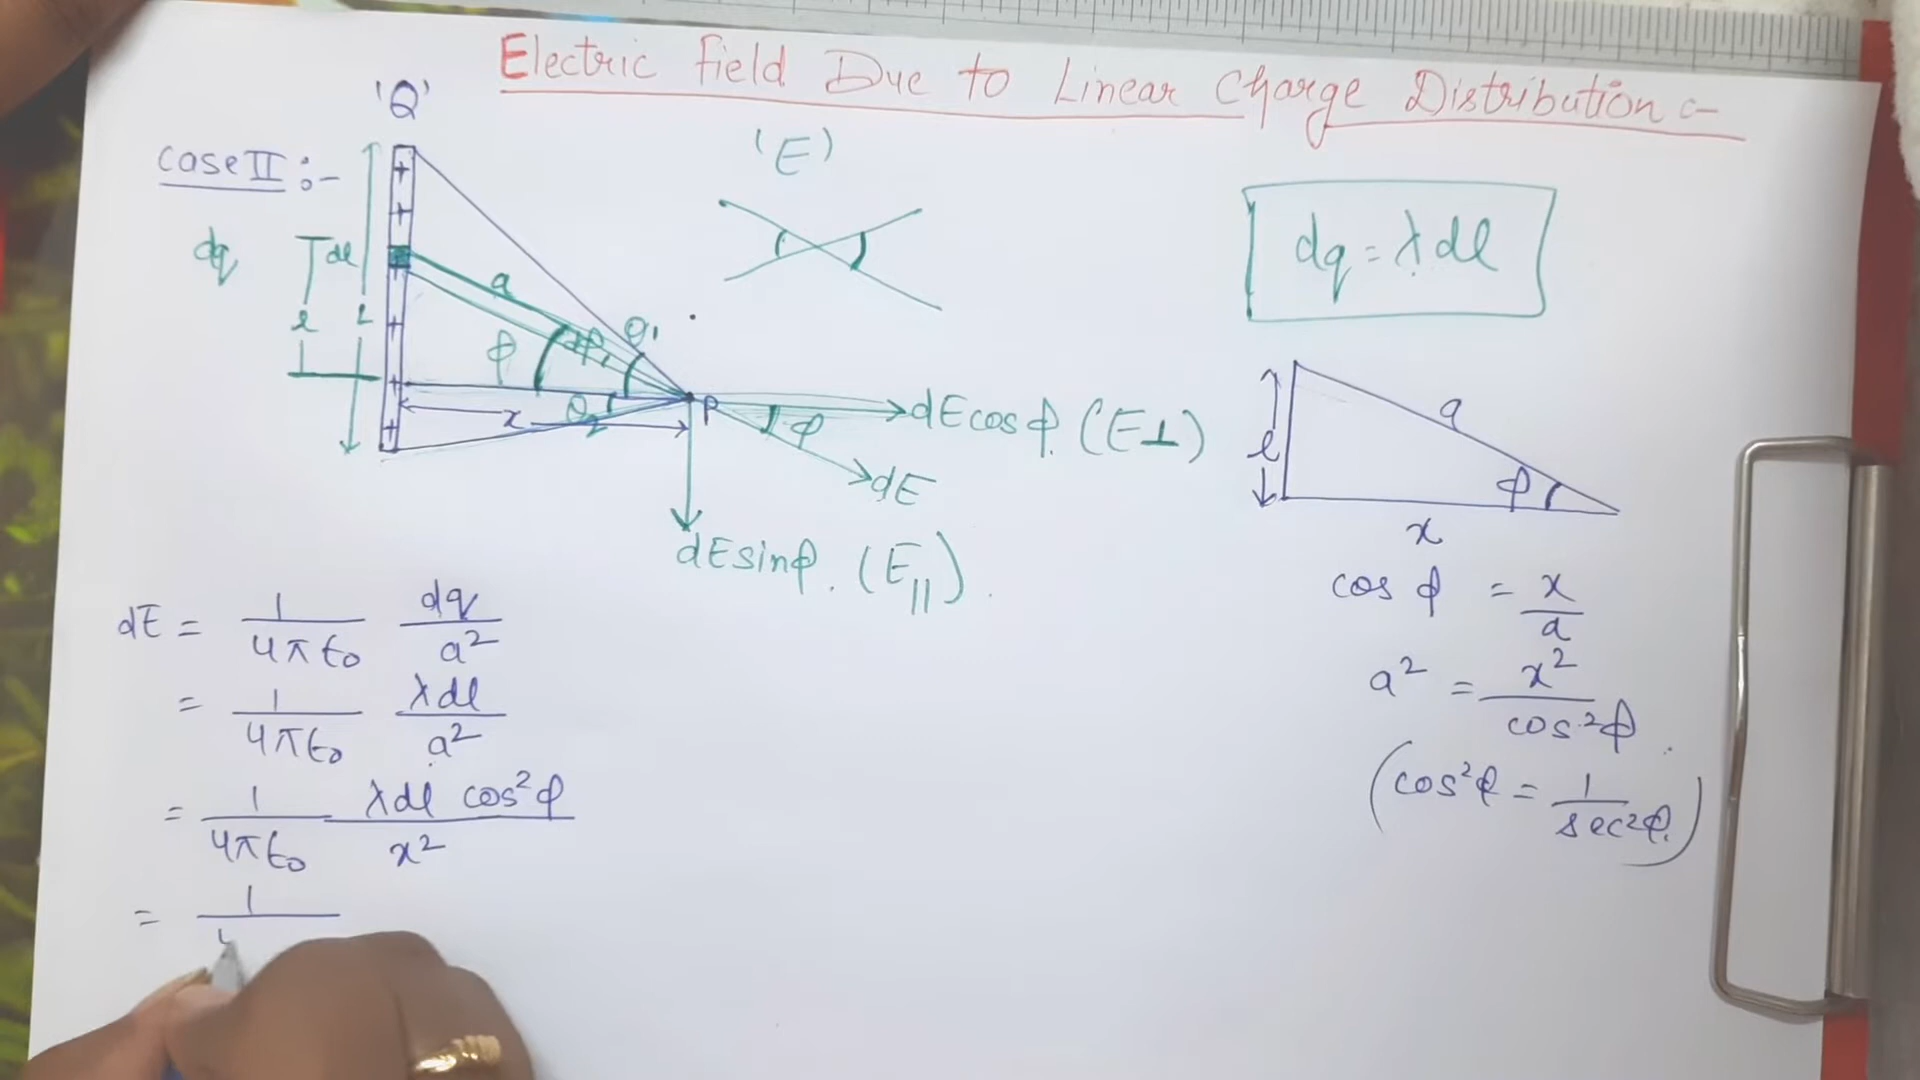 Electric field Due to Linear Charge Distribution :-
'Q'
Case II :-
'E'
dq = λdl
dq
dl
l
L
a
φ
dφ
θ₁
θ₂
x
P
φ
dE cos φ. (E⊥)
dE
dE sin φ. (E||).
a
l
φ
x
cos φ = x/a
a² = x²/cos²φ
(cos²φ = 1/sec²φ.)
dE = 1/4πϵ₀ dq/a²
= 1/4πϵ₀ λdl/a²
= 1/4πϵ₀ λdl cos²φ/x²
= 1/4